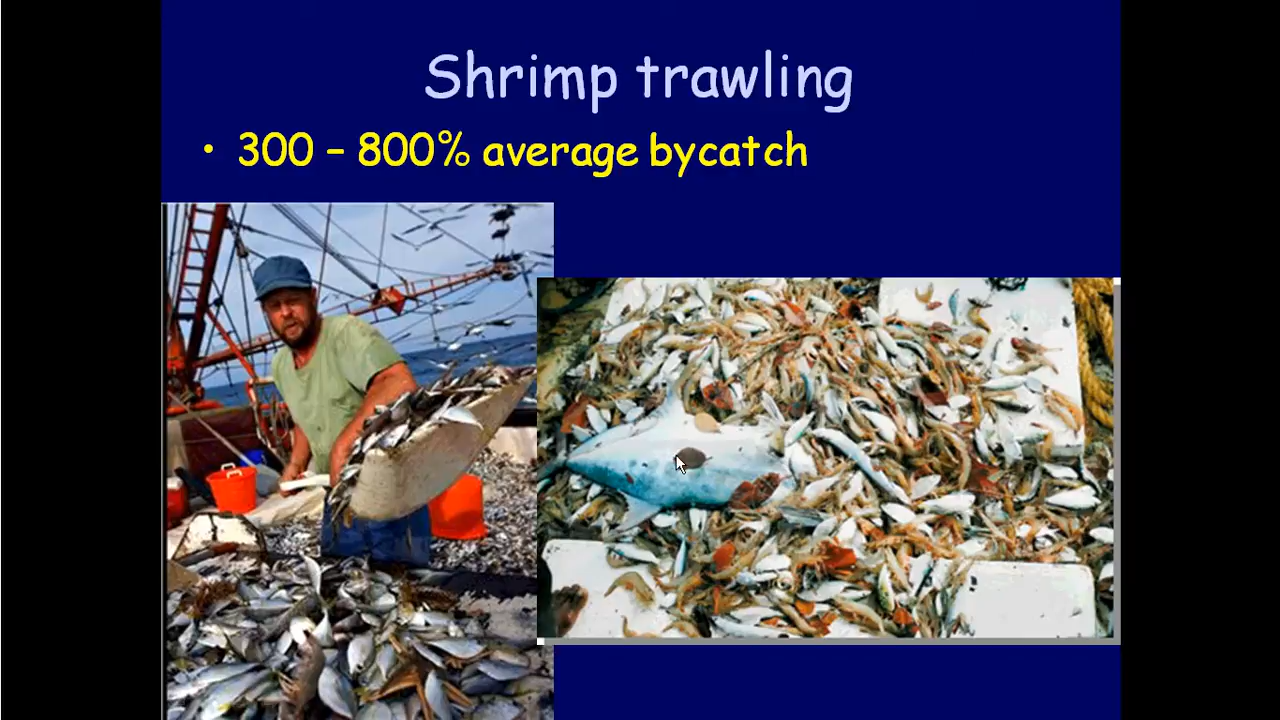 Shrimp trawling
• 300 – 800% average bycatch